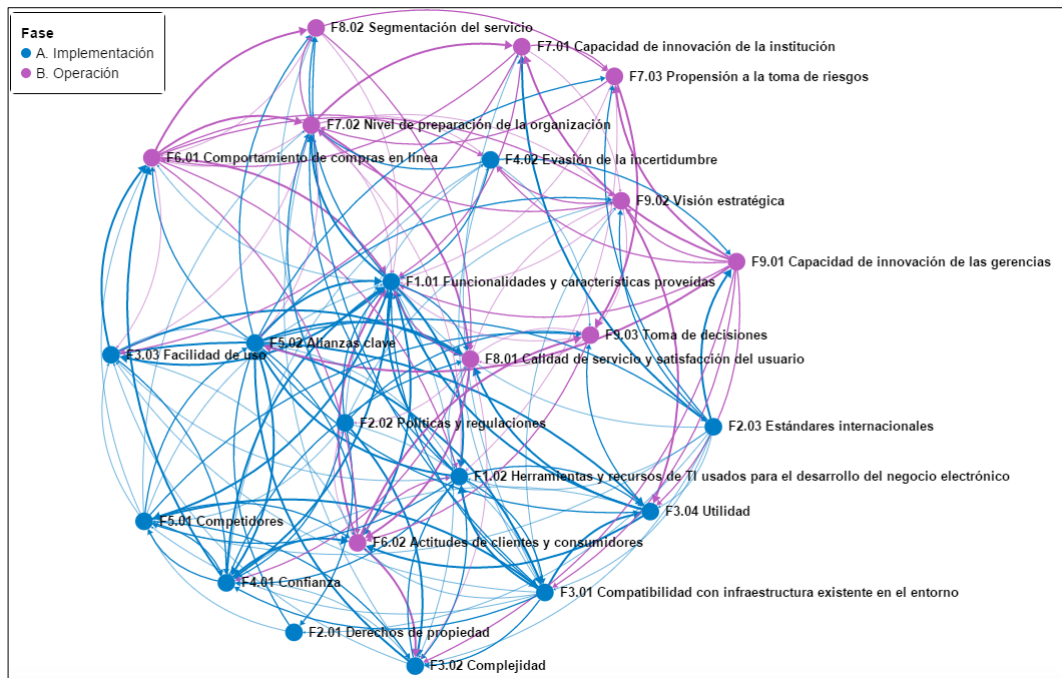 Fase
A. Implementación
B. Operación
F8.02 Segmentación del servicio
F7.01 Capacidad de innovación de la institución
F7.03 Propensión a la toma de riesgos
F7.02 Nivel de preparación de la organización
F6.01 Comportamiento de compras en línea
F4.02 Evasión de la incertidumbre
F9.02 Visión estratégica
F9.01 Capacidad de innovación de las gerencias
F1.01 Funcionalidades y características proveídas
F9.03 Toma de decisiones
F5.02 Alianzas clave
F3.03 Facilidad de uso
F8.01 Calidad de servicio y satisfacción del usuario
F2.02 Políticas y regulaciones
F2.03 Estándares internacionales
F1.02 Herramientas y recursos de TI usados para el desarrollo del negocio electrónico
F3.04 Utilidad
F5.01 Competidores
F6.02 Actitudes de clientes y consumidores
F4.01 Confianza
F3.01 Compatibilidad con infraestructura existente en el entorno
F2.01 Derechos de propiedad
F3.02 Complejidad